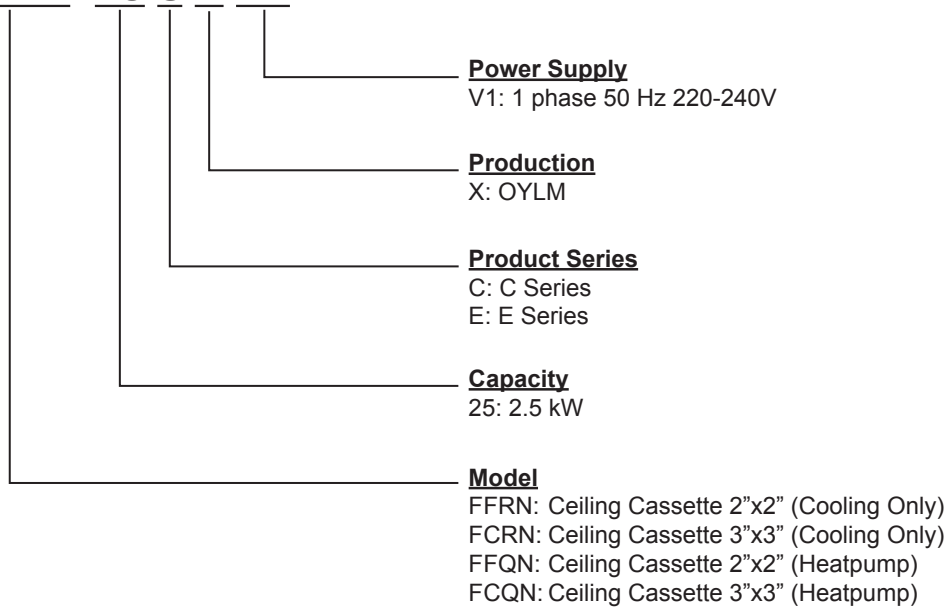 Power Supply
V1: 1 phase 50 Hz 220-240V
Production
X: OYLM
Product Series
C: C Series
E: E Series
Capacity
25: 2.5 kW
Model
FFRN: Ceiling Cassette 2”x2” (Cooling Only)
FCRN: Ceiling Cassette 3”x3” (Cooling Only)
FFQN: Ceiling Cassette 2”x2” (Heatpump)
FCQN: Ceiling Cassette 3”x3” (Heatpump)